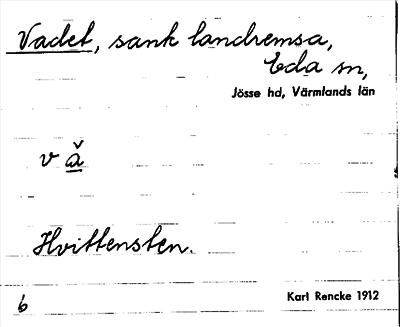 Vadet, sank landremsa,
Eda sn,
Jösse hd, Värmlands län
v ǎ
Hvittensten.
6
Karl Rencke 1912